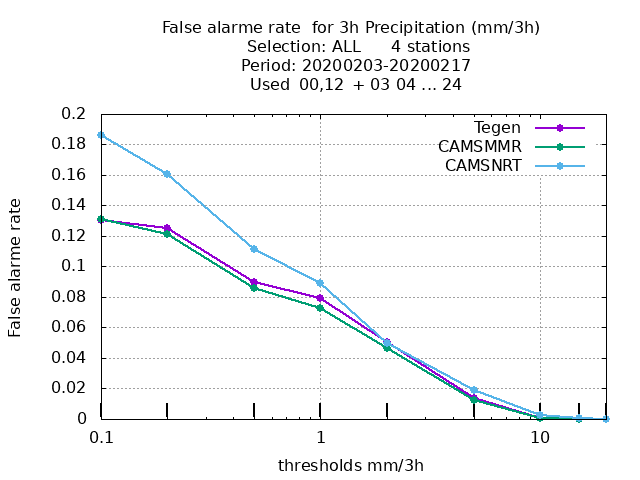 False alarme rate  for 3h Precipitation (mm/3h)
Selection: ALL      4 stations
Period: 20200203-20200217
Used  00,12  + 03 04 ... 24
Tegen
CAMSMMR
CAMSNRT
0.2
0.18
0.16
0.14
0.12
0.1
0.08
0.06
0.04
0.02
0
False alarme rate
0.1 1 10
thresholds mm/3h